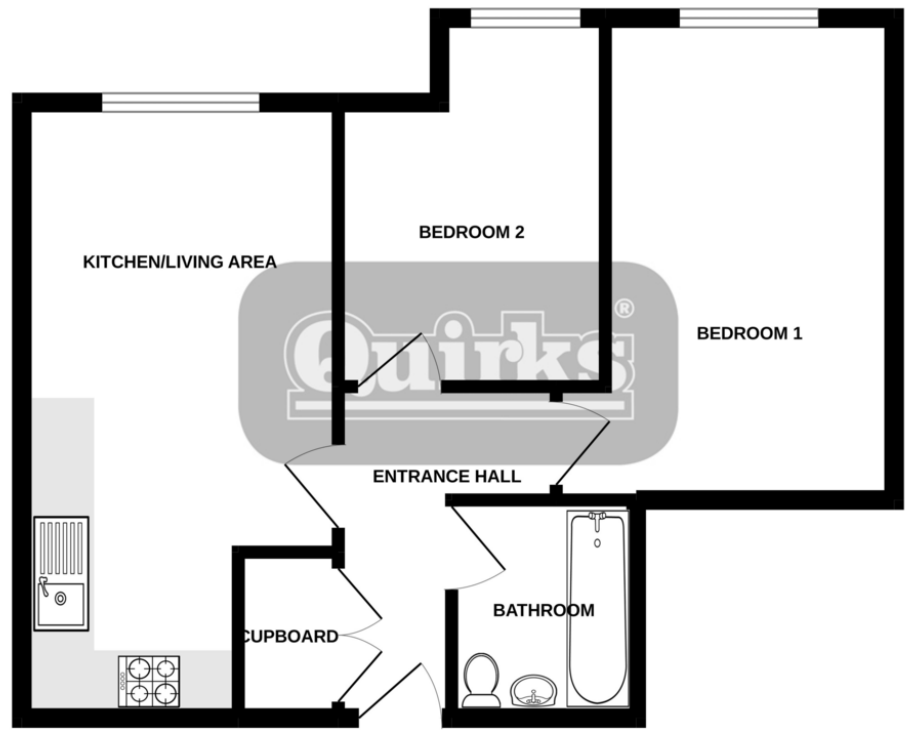 BEDROOM 2
KITCHEN/LIVING AREA
Quirks®
BEDROOM 1
ENTRANCE HALL
BATHROOM
CUPBOARD